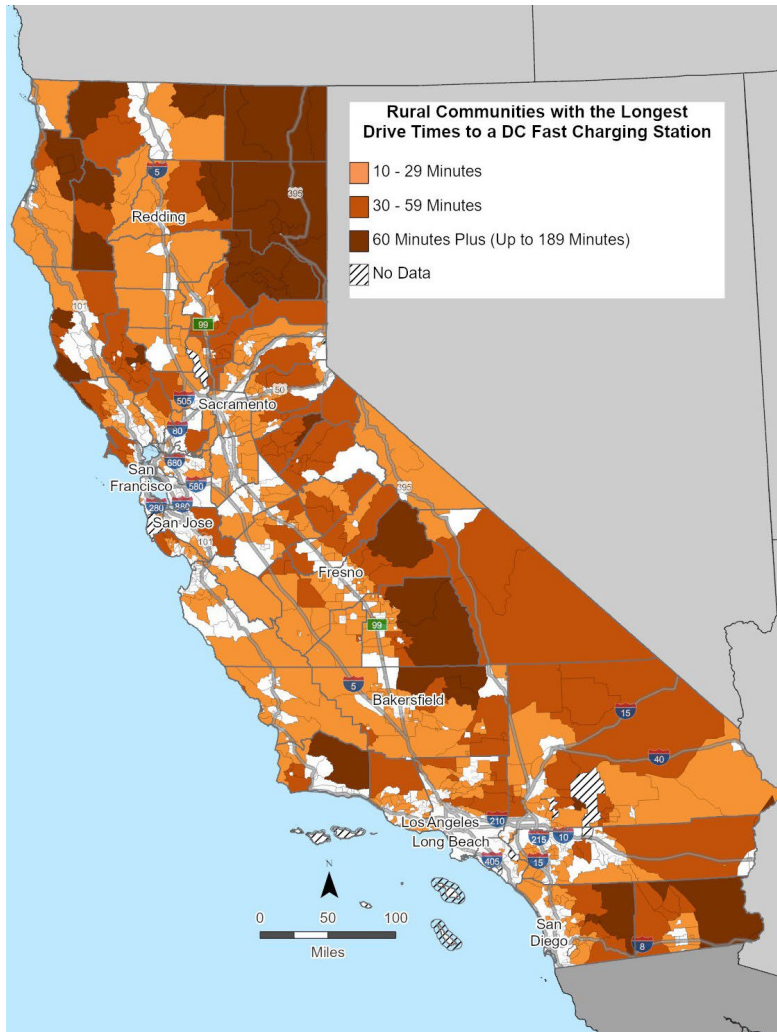 Rural Communities with the Longest
Drive Times to a DC Fast Charging Station
10 - 29 Minutes
30 - 59 Minutes
60 Minutes Plus (Up to 189 Minutes)
No Data
5
395
Redding
101
99
50
505
Sacramento
80
680
San
Francisco
580
280
880
San Jose
395
101
Fresno
99
5
Bakersfield
15
40
Los Angeles
210
Long Beach
215
10
405
15
N
0 50 100
Miles
San
Diego
8